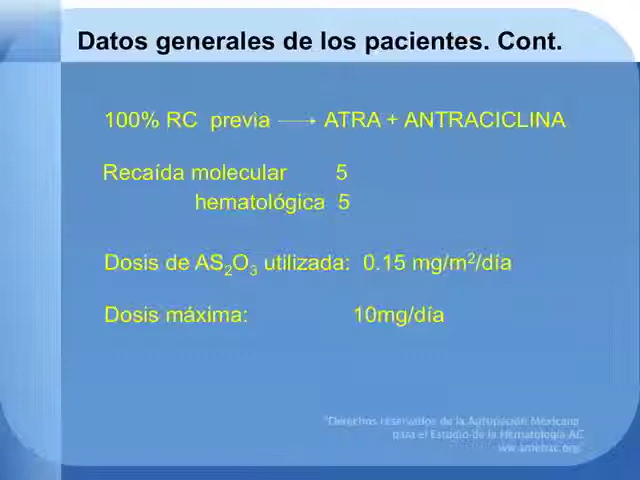 Datos generales de los pacientes. Cont.
100% RC previa → ATRA + ANTRACICLINA
Recaída molecular 5
hematológica 5
Dosis de AS₂O₃ utilizada: 0.15 mg/m²/día
Dosis máxima: 10mg/día
"Derechos reservados de la Agrupación Mexicana
para el Estudio de la Hematología AC